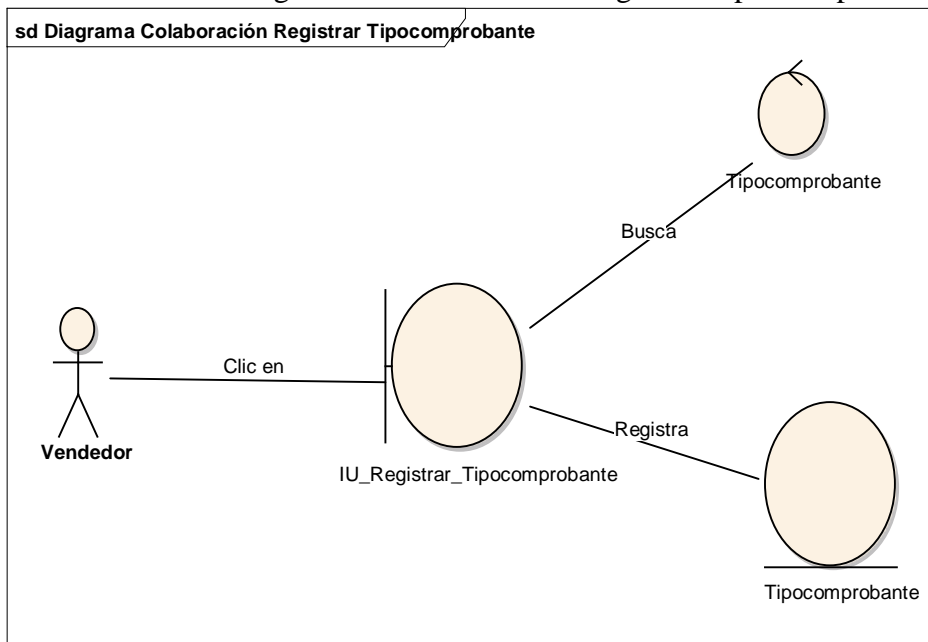 sd Diagrama Colaboración Registrar Tipocomprobante
Tipocomprobante
Busca
Clic en
Vendedor
Registra
IU_Registrar_Tipocomprobante
Tipocomprobante